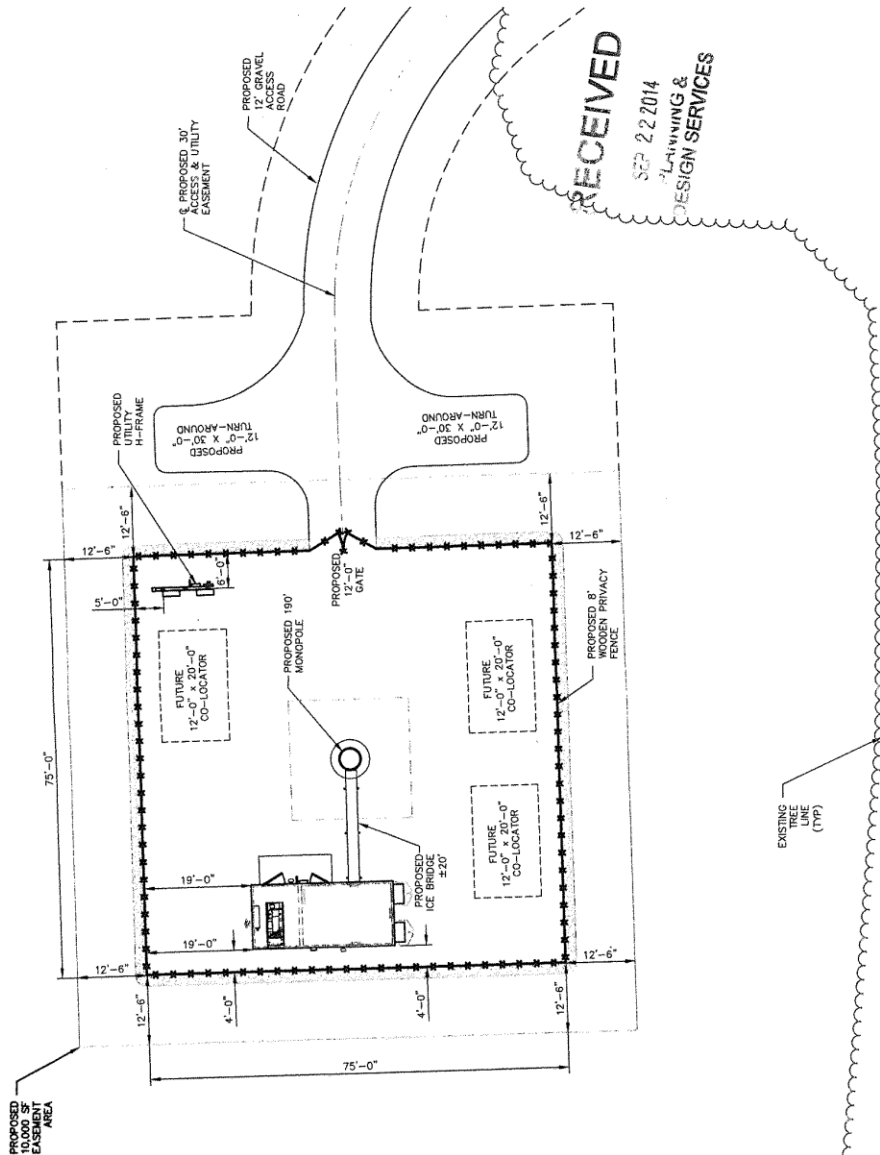 PROPOSED
12' GRAVEL
ACCESS
ROAD
℄ PROPOSED 30'
ACCESS & UTILITY
EASEMENT
RECEIVED
SEP 22 2014
PLANNING &
DESIGN SERVICES
PROPOSED
UTILITY
H-FRAME
PROPOSED
12'-0" X 30'-0"
TURN-AROUND
PROPOSED
12'-0" X 30'-0"
TURN-AROUND
12'-6"
12'-6"
12'-6"
12'-6"
75'-0"
5'-0"
6'-0"
PROPOSED
12'-0"
GATE
FUTURE
12'-0" x 20'-0"
CO-LOCATOR
PROPOSED 190'
MONOPOLE
FUTURE
12'-0" x 20'-0"
CO-LOCATOR
PROPOSED 8'
WOODEN PRIVACY
FENCE
FUTURE
12'-0" x 20'-0"
CO-LOCATOR
PROPOSED
ICE BRIDGE
±20'
EXISTING
TREE
LINE
(TYP)
19'-0"
19'-0"
12'-6"
12'-6"
4'-0"
4'-0"
12'-6"
12'-6"
75'-0"
PROPOSED
10,000 SF
EASEMENT
AREA